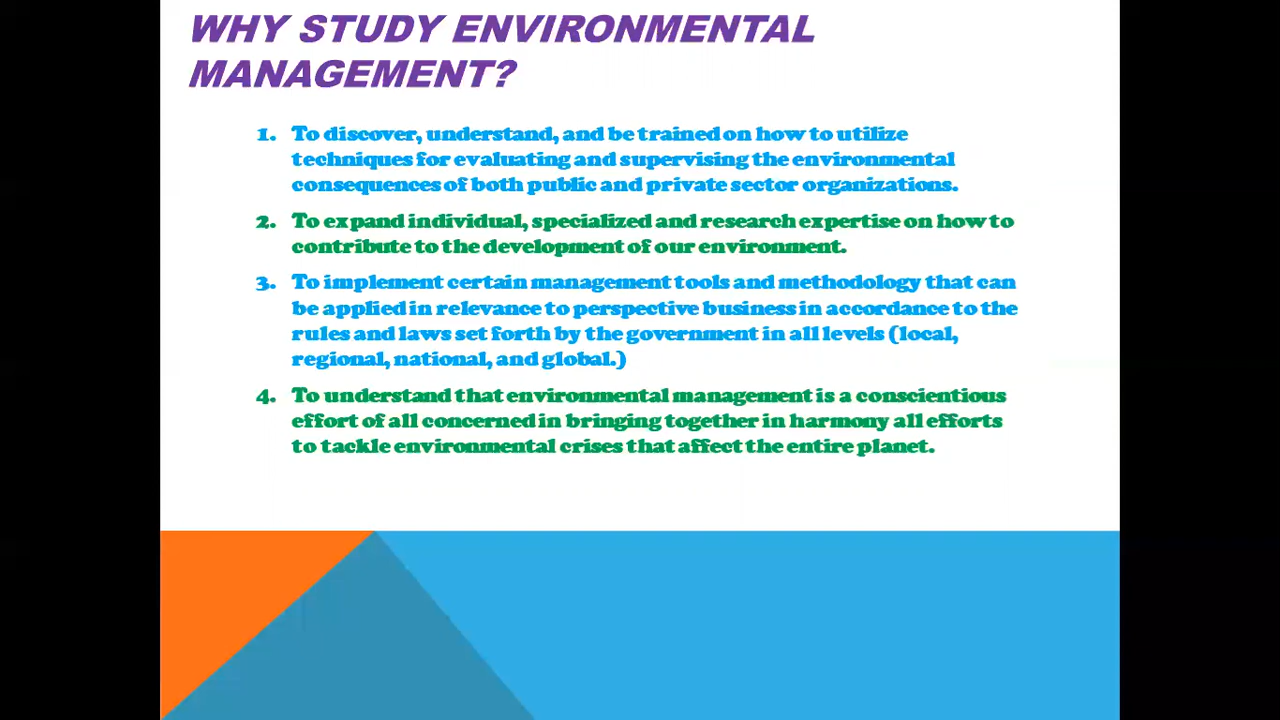 WHY STUDY ENVIRONMENTAL
MANAGEMENT?
1. To discover, understand, and be trained on how to utilize
techniques for evaluating and supervising the environmental
consequences of both public and private sector organizations.
2. To expand individual, specialized and research expertise on how to
contribute to the development of our environment.
3. To implement certain management tools and methodology that can
be applied in relevance to perspective business in accordance to the
rules and laws set forth by the government in all levels (local,
regional, national, and global.)
4. To understand that environmental management is a conscientious
effort of all concerned in bringing together in harmony all efforts
to tackle environmental crises that affect the entire planet.